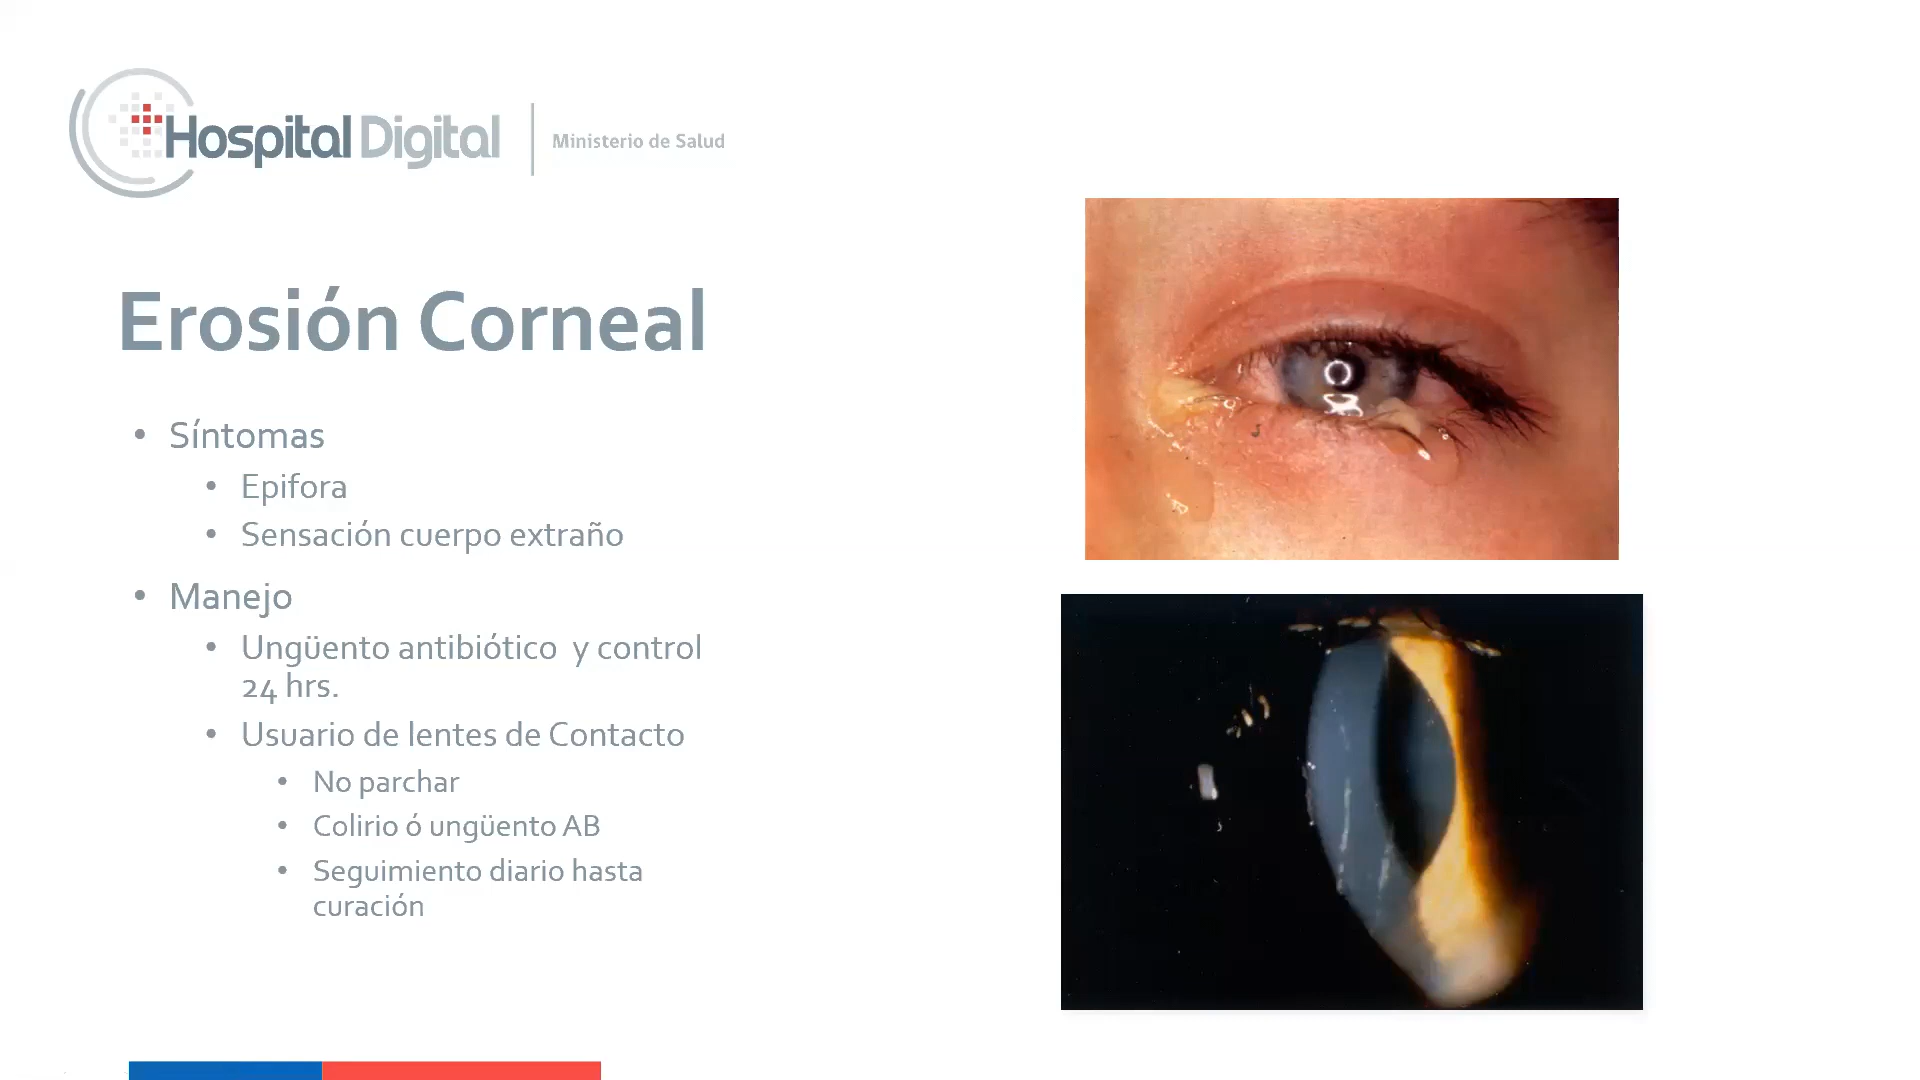 Hospital Digital
Ministerio de Salud
Erosión Corneal
• Síntomas
• Epifora
• Sensación cuerpo extraño
• Manejo
• Ungüento antibiótico y control
24 hrs.
• Usuario de lentes de Contacto
• No parchar
• Colirio ó ungüento AB
• Seguimiento diario hasta
curación